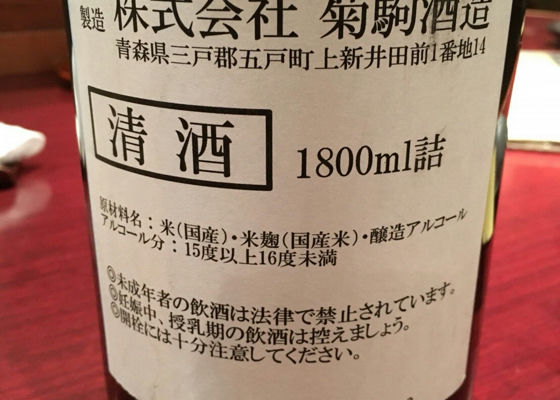 製造 株式会社 菊駒酒造
青森県三戸郡五戸町上新井田前1番地14
清酒 1800ml詰
原材料名：米(国産)・米麹(国産米)・醸造アルコール
アルコール分：15度以上16度未満
◎未成年者の飲酒は法律で禁止されています。
◎妊娠中、授乳期の飲酒は控えましょう。
◎開栓には十分注意してください。